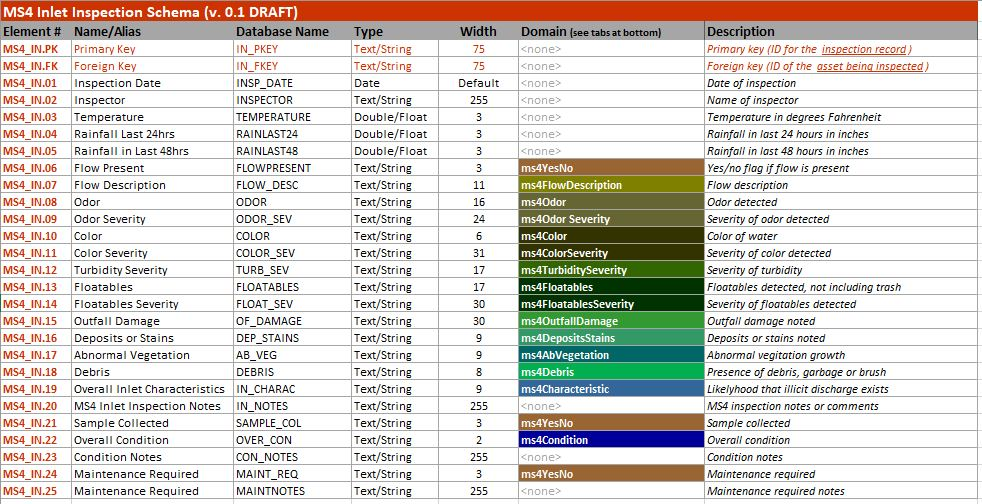 MS4 Inlet Inspection Schema (v. 0.1 DRAFT)
Element # Name/Alias Database Name Type Width Domain (see tabs at bottom) Description
MS4_IN.PK Primary Key IN_PKEY Text/String 75 <none> Primary key (ID for the inspection record)
MS4_IN.FK Foreign Key IN_FKEY Text/String 75 <none> Foreign key (ID of the asset being inspected)
MS4_IN.01 Inspection Date INSP_DATE Date Default <none> Date of inspection
MS4_IN.02 Inspector INSPECTOR Text/String 255 <none> Name of inspector
MS4_IN.03 Temperature TEMPERATURE Double/Float 3 <none> Temperature in degrees Fahrenheit
MS4_IN.04 Rainfall Last 24hrs RAINLAST24 Double/Float 3 <none> Rainfall in last 24 hours in inches
MS4_IN.05 Rainfall in Last 48hrs RAINLAST48 Double/Float 3 <none> Rainfall in last 48 hours in inches
MS4_IN.06 Flow Present FLOWPRESENT Text/String 3 ms4YesNo Yes/no flag if flow is present
MS4_IN.07 Flow Description FLOW_DESC Text/String 11 ms4FlowDescription Flow description
MS4_IN.08 Odor ODOR Text/String 16 ms4Odor Odor detected
MS4_IN.09 Odor Severity ODOR_SEV Text/String 24 ms4Odor Severity Severity of odor detected
MS4_IN.10 Color COLOR Text/String 6 ms4Color Color of water
MS4_IN.11 Color Severity COLOR_SEV Text/String 31 ms4ColorSeverity Severity of color detected
MS4_IN.12 Turbidity Severity TURB_SEV Text/String 17 ms4TurbiditySeverity Severity of turbidity
MS4_IN.13 Floatables FLOATABLES Text/String 17 ms4Floatables Floatables detected, not including trash
MS4_IN.14 Floatables Severity FLOAT_SEV Text/String 30 ms4FloatablesSeverity Severity of floatables detected
MS4_IN.15 Outfall Damage OF_DAMAGE Text/String 30 ms4OutfallDamage Outfall damage noted
MS4_IN.16 Deposits or Stains DEP_STAINS Text/String 9 ms4DepositsStains Deposits or stains noted
MS4_IN.17 Abnormal Vegetation AB_VEG Text/String 9 ms4AbVegetation Abnormal vegitation growth
MS4_IN.18 Debris DEBRIS Text/String 8 ms4Debris Presence of debris, garbage or brush
MS4_IN.19 Overall Inlet Characteristics IN_CHARAC Text/String 9 ms4Characteristic Likelyhood that illicit discharge exists
MS4_IN.20 MS4 Inlet Inspection Notes IN_NOTES Text/String 255 <none> MS4 inspection notes or comments
MS4_IN.21 Sample Collected SAMPLE_COL Text/String 3 ms4YesNo Sample collected
MS4_IN.22 Overall Condition OVER_CON Text/String 2 ms4Condition Overall condition
MS4_IN.23 Condition Notes CON_NOTES Text/String 255 <none> Condition notes
MS4_IN.24 Maintenance Required MAINT_REQ Text/String 3 ms4YesNo Maintenance required
MS4_IN.25 Maintenance Required MAINTNOTES Text/String 255 <none> Maintenance required notes